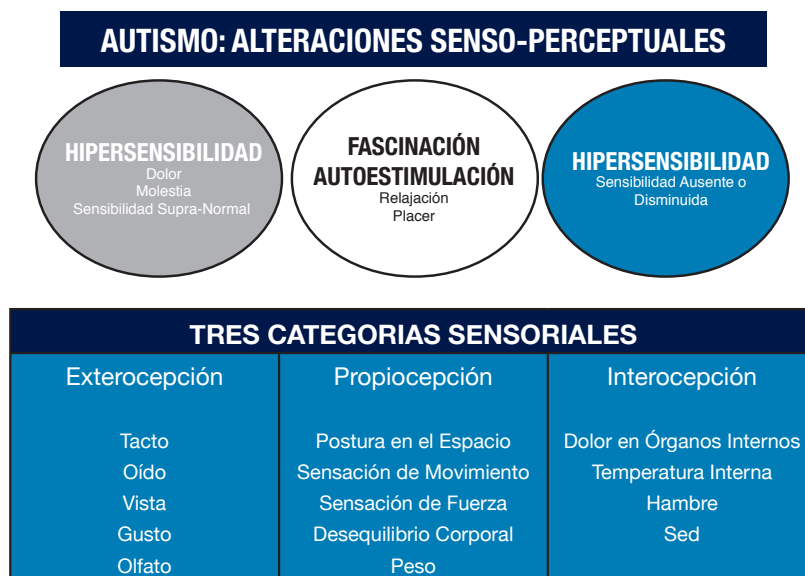 AUTISMO: ALTERACIONES SENSO-PERCEPTUALES
HIPERSENSIBILIDAD
Dolor
Molestia
Sensibilidad Supra-Normal
FASCINACIÓN
AUTOESTIMULACIÓN
Relajación
Placer
HIPERSENSIBILIDAD
Sensibilidad Ausente o
Disminuida
TRES CATEGORIAS SENSORIALES
Exterocepción
Tacto
Oído
Vista
Gusto
Olfato
Propiocepción
Postura en el Espacio
Sensación de Movimiento
Sensación de Fuerza
Desequilibrio Corporal
Peso
Interocepción
Dolor en Órganos Internos
Temperatura Interna
Hambre
Sed